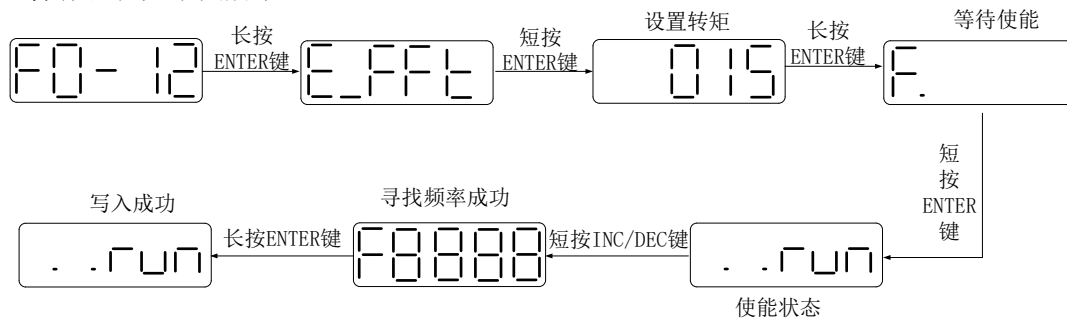 F0-12
长按
ENTER键
E_FFt
短按
ENTER键
设置转矩
015
长按
ENTER键
等待使能
F.
短
按
ENTER
键
使能状态
. .run
短按INC/DEC键
寻找频率成功
F8888
长按ENTER键
写入成功
. .run